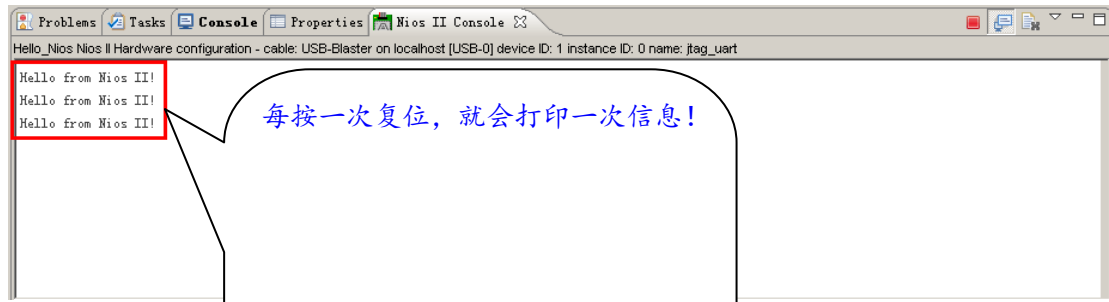 Problems Tasks Console Properties Nios II Console
Hello_Nios Nios II Hardware configuration - cable: USB-Blaster on localhost [USB-0] device ID: 1 instance ID: 0 name: jtag_uart
Hello from Nios II!
Hello from Nios II!
Hello from Nios II!
每按一次复位，就会打印一次信息！